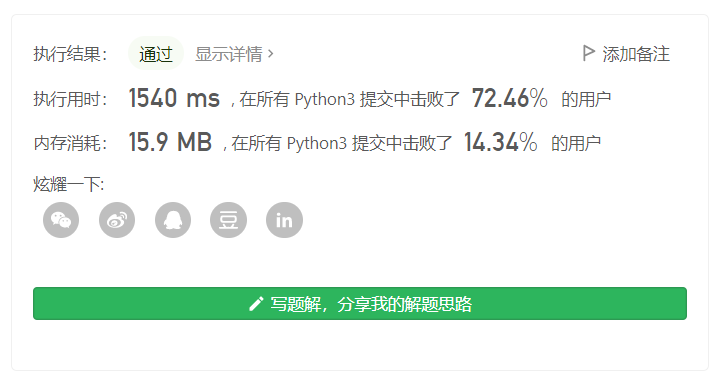 执行结果： 通过 显示详情 › 添加备注
执行用时： 1540 ms , 在所有 Python3 提交中击败了 72.46% 的用户
内存消耗： 15.9 MB , 在所有 Python3 提交中击败了 14.34% 的用户
炫耀一下:
豆 in
写题解，分享我的解题思路